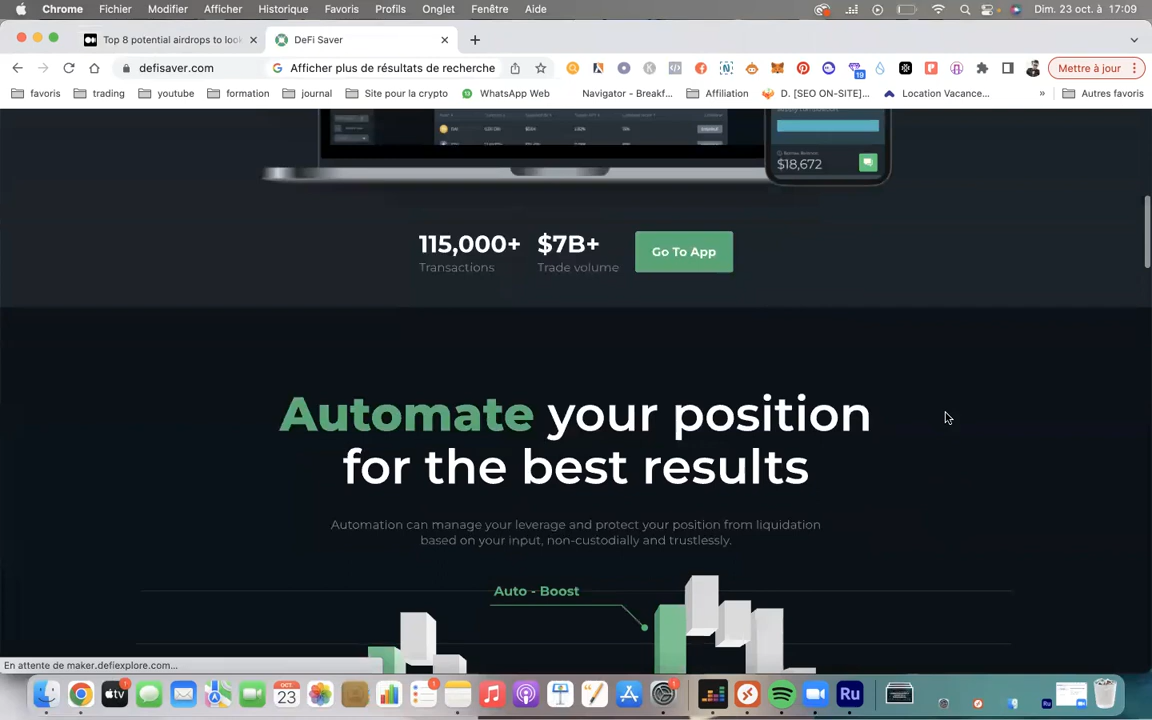 Chrome Fichier Modifier Afficher Historique Favoris Profils Onglet Fenêtre Aide Dim. 23 oct. à 17:09
Top 8 potential airdrops to look
DeFi Saver
defisaver.com
Afficher plus de résultats de recherche
19
Mettre à jour
favoris trading youtube formation journal Site pour la crypto WhatsApp Web Navigator - Breakf... Affiliation D. [SEO ON-SITE]... Location Vacance... » Autres favoris
$18,672
115,000+ $7B+ Go To App
Transactions Trade volume
Automate your position
for the best results
Automation can manage your leverage and protect your position from liquidation
based on your input, non-custodially and trustlessly.
Auto - Boost
En attente de maker.defiexplore.com...
OCT
23
tv
Ru